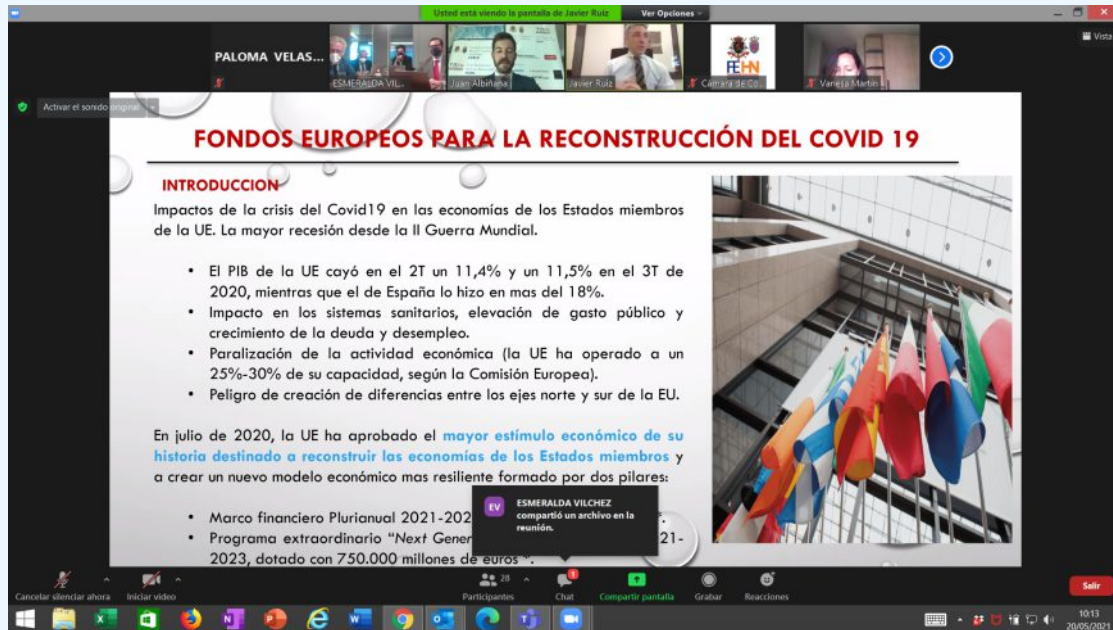 Usted está viendo la pantalla de Javier Ruiz
Ver Opciones
Vista
PALOMA VELAS...
ESMERALDA VIL...
Juan Albiñana
Javier Ruiz
FEHN
Cámara de Co...
Vanesa Martín
Activar el sonido original
FONDOS EUROPEOS PARA LA RECONSTRUCCIÓN DEL COVID 19
INTRODUCCION
Impactos de la crisis del Covid19 en las economías de los Estados miembros
de la UE. La mayor recesión desde la II Guerra Mundial.
• El PIB de la UE cayó en el 2T un 11,4% y un 11,5% en el 3T de
2020, mientras que el de España lo hizo en mas del 18%.
• Impacto en los sistemas sanitarios, elevación de gasto público y
crecimiento de la deuda y desempleo.
• Paralización de la actividad económica (la UE ha operado a un
25%-30% de su capacidad, según la Comisión Europea).
• Peligro de creación de diferencias entre los ejes norte y sur de la EU.
En julio de 2020, la UE ha aprobado el mayor estímulo económico de su
historia destinado a reconstruir las economías de los Estados miembros y
a crear un nuevo modelo económico mas resiliente formado por dos pilares:
• Marco financiero Plurianual 2021-202
• Programa extraordinario "Next Gener 21-
2023, dotado con 750.000 millones de euros
EV
ESMERALDA VILCHEZ
compartió un archivo en la
reunión.
Cancelar silenciar ahora
Iniciar video
28
Participantes
1
Chat
Compartir pantalla
Grabar
Reacciones
Salir
10:13
20/05/2021